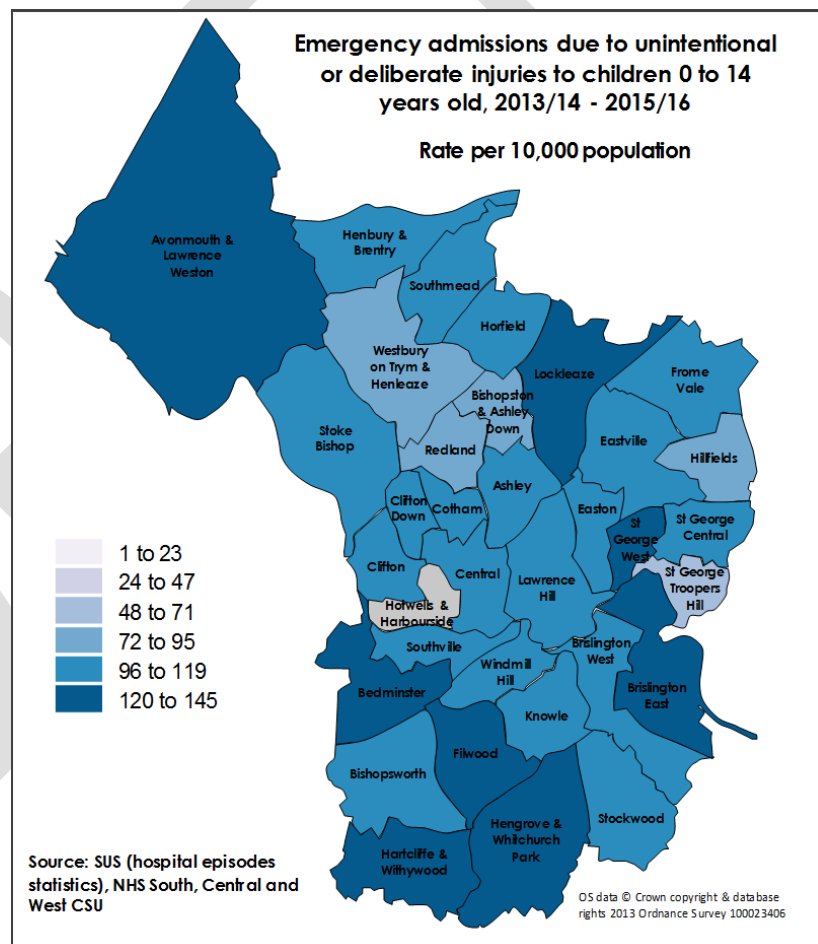 Emergency admissions due to unintentional
or deliberate injuries to children 0 to 14
years old, 2013/14 - 2015/16
Rate per 10,000 population
Avonmouth &
Lawrence
Weston
Henbury &
Brentry
Southmead
Horfield
Westbury
on Trym &
Henleaze
Lockleaze
Frome
Vale
Bishopston
& Ashley
Down
Stoke
Bishop
Redland
Eastville
Hillfields
Ashley
Clifton
Down
Cotham
Easton
St
George
West
St George
Central
Clifton
Central
Lawrence
Hill
St George
Troopers
Hill
Hotwells &
Harbourside
Southville
Windmill
Hill
Brislington
West
Bedminster
Brislington
East
Knowle
Filwood
Bishopsworth
Stockwood
Hengrove &
Whitchurch
Park
Hartcliffe &
Withywood
1 to 23
24 to 47
48 to 71
72 to 95
96 to 119
120 to 145
Source: SUS (hospital episodes
statistics), NHS South, Central and
West CSU
OS data © Crown copyright & database
rights 2013 Ordnance Survey 100023406